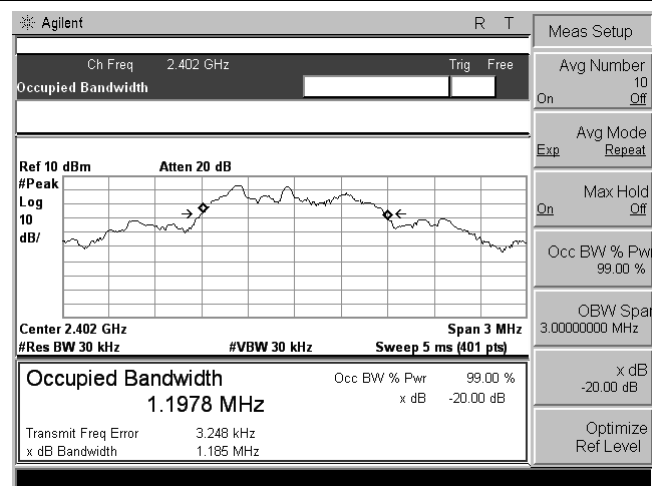 Agilent
R T
Ch Freq 2.402 GHz Trig Free
Occupied Bandwidth
Ref 10 dBm Atten 20 dB
#Peak
Log
10
dB/
Center 2.402 GHz Span 3 MHz
#Res BW 30 kHz #VBW 30 kHz Sweep 5 ms (401 pts)
Occupied Bandwidth
1.1978 MHz
Occ BW % Pwr 99.00 %
x dB -20.00 dB
Transmit Freq Error 3.248 kHz
x dB Bandwidth 1.185 MHz
Meas Setup
Avg Number
10
On Off
Avg Mode
Exp Repeat
Max Hold
On Off
Occ BW % Pwr
99.00 %
OBW Span
3.00000000 MHz
x dB
-20.00 dB
Optimize
Ref Level